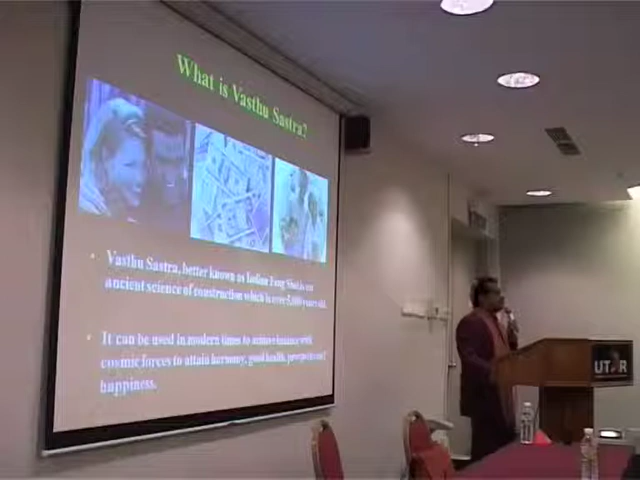 What is Vasthu Sastra?
• Vasthu Sastra, better known as Indian Feng Shui, is an
ancient science of construction which is over 5,000 years old.
• It can be used in modern times to achieve balance with
cosmic forces to attain harmony, good health, prosperity and
happiness.
UTAR